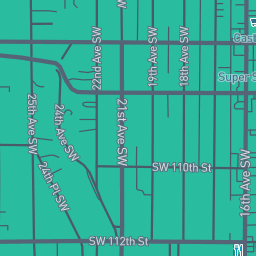 Cast
22nd Ave SW
19th Ave SW
18th Ave SW
Super S
25th Ave SW
24th Ave SW
21st Ave SW
24th Pl SW
SW 110th St
16th Ave SW
SW 112th St